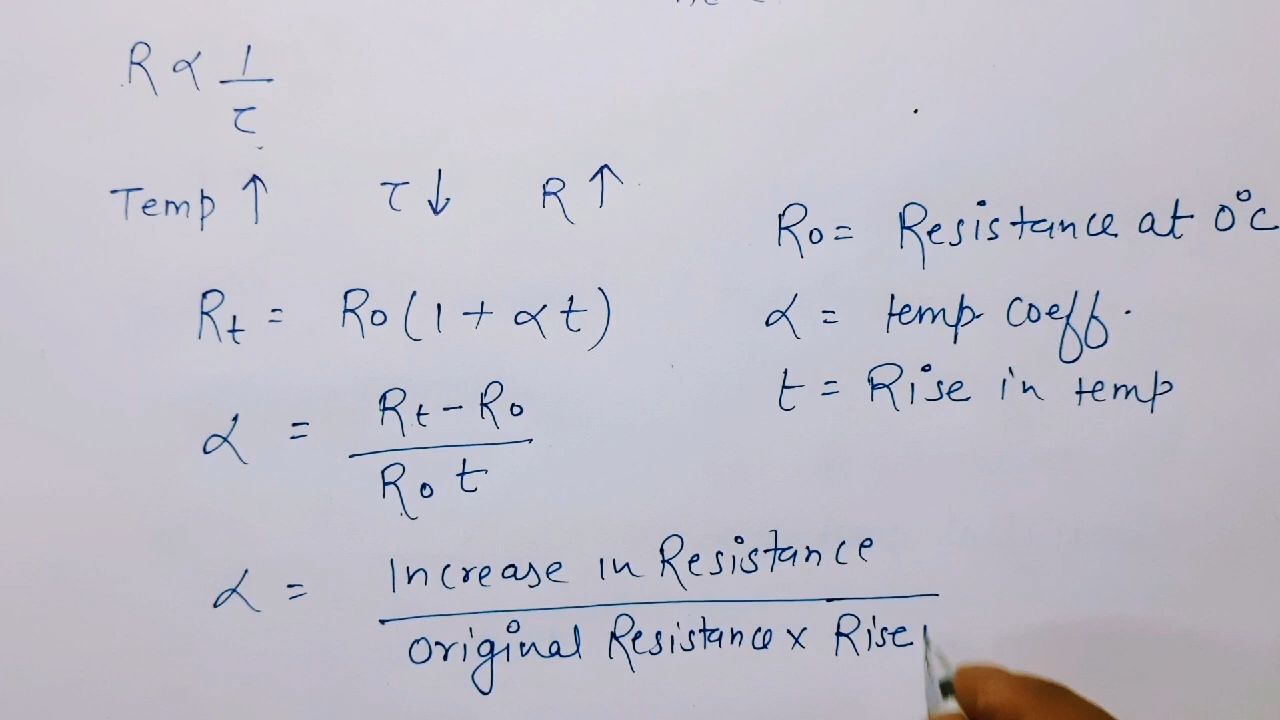 R ∝ 1/τ
Temp ↑ τ ↓ R ↑
Rt = R0(1 + αt)
α = Rt - R0 / R0 t
α = Increase in Resistance / original Resistance x Rise
R0 = Resistance at 0°C
α = temp coeff.
t = Rise in temp